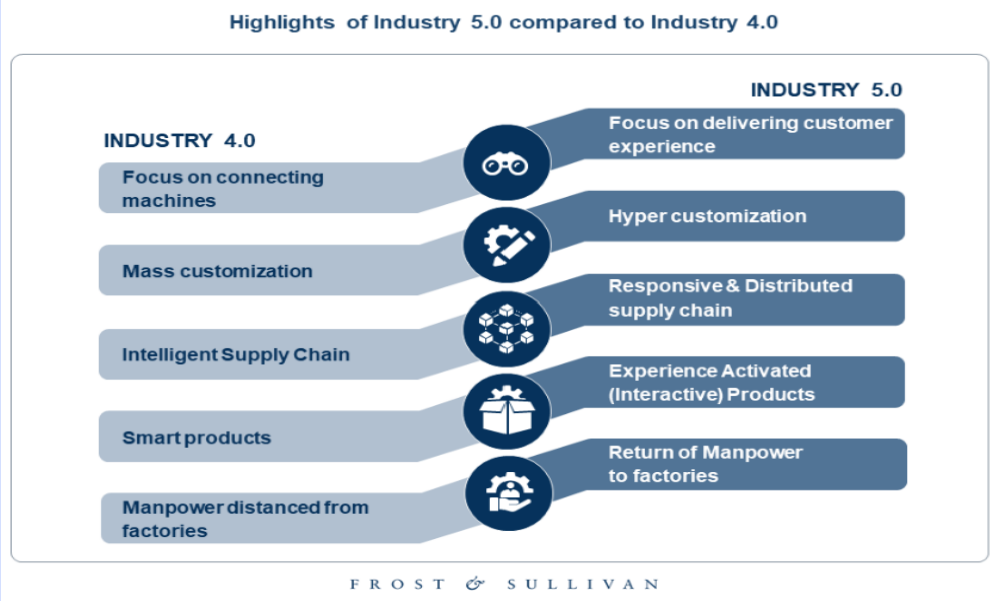 Highlights of Industry 5.0 compared to Industry 4.0
INDUSTRY 5.0
INDUSTRY 4.0
Focus on connecting
machines
Focus on delivering customer
experience
Mass customization
Hyper customization
Intelligent Supply Chain
Responsive & Distributed
supply chain
Smart products
Experience Activated
(Interactive) Products
Manpower distanced from
factories
Return of Manpower
to factories
FROST & SULLIVAN